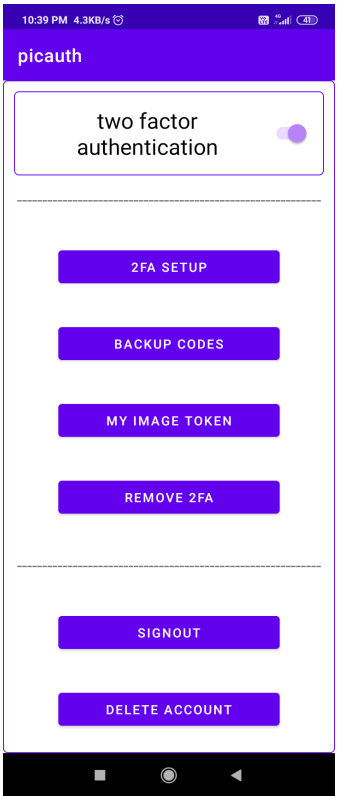 10:39 PM 4.3KB/s
4G 41
picauth
two factor
authentication
2FA SETUP
BACKUP CODES
MY IMAGE TOKEN
REMOVE 2FA
SIGNOUT
DELETE ACCOUNT